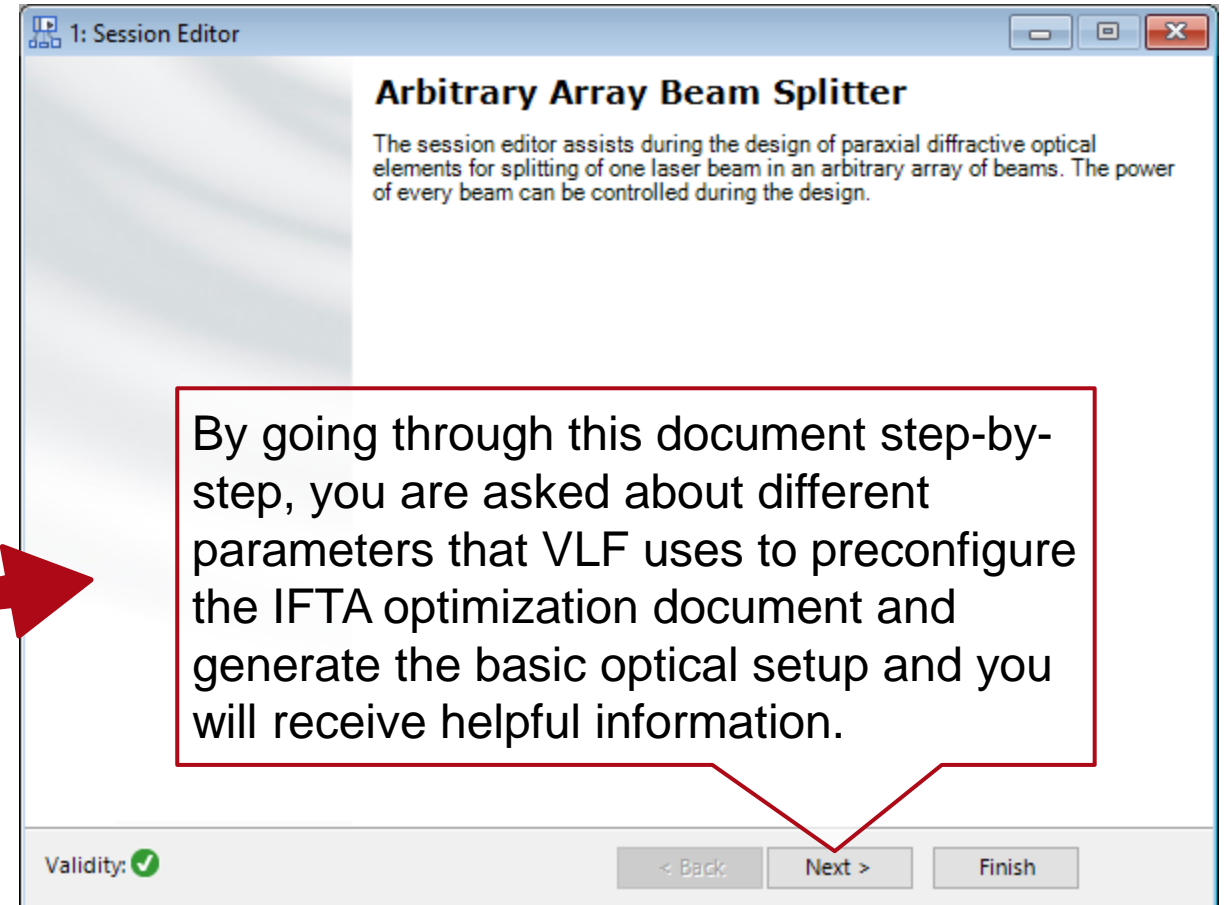 1: Session Editor
Arbitrary Array Beam Splitter
The session editor assists during the design of paraxial diffractive optical
elements for splitting of one laser beam in an arbitrary array of beams. The power
of every beam can be controlled during the design.
By going through this document step-by-
step, you are asked about different
parameters that VLF uses to preconfigure
the IFTA optimization document and
generate the basic optical setup and you
will receive helpful information.
Validity:
< Back
Next >
Finish